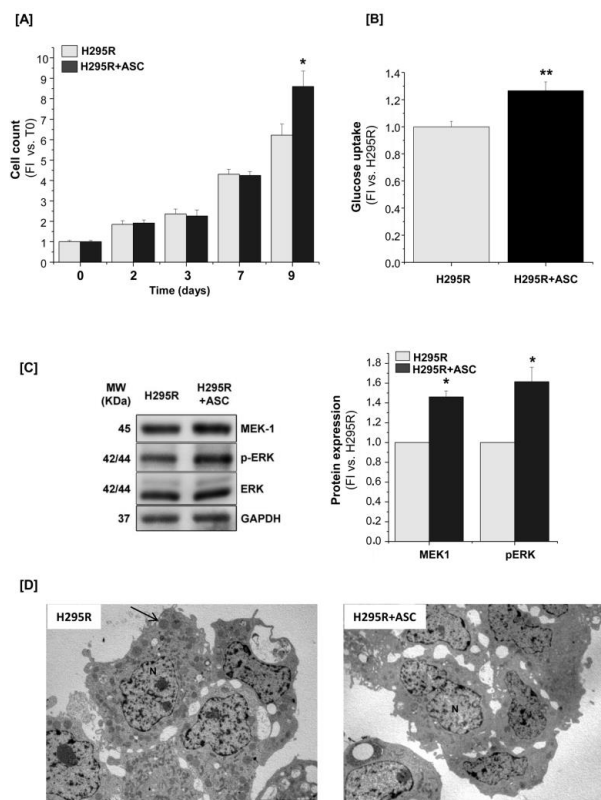 [A]
H295R
H295R+ASC
Cell count
(FI vs. T0)
10
9
8
7
6
5
4
3
2
1
0
*
0 2 3 7 9
Time (days)
[B]
Glucose uptake
(FI vs. H295R)
1.4
1.2
1.0
0.8
0.6
0.4
0.2
0.0
**
H295R H295R+ASC
[C]
MW
(KDa)
H295R
H295R
+ASC
45 MEK-1
42/44 p-ERK
42/44 ERK
37 GAPDH
H295R
H295R+ASC
Protein expression
(FI vs. H295R)
1.8
1.6
1.4
1.2
1.0
0.8
0.6
0.4
0.2
0.0
* *
MEK1 pERK
[D]
H295R
N
H295R+ASC
N